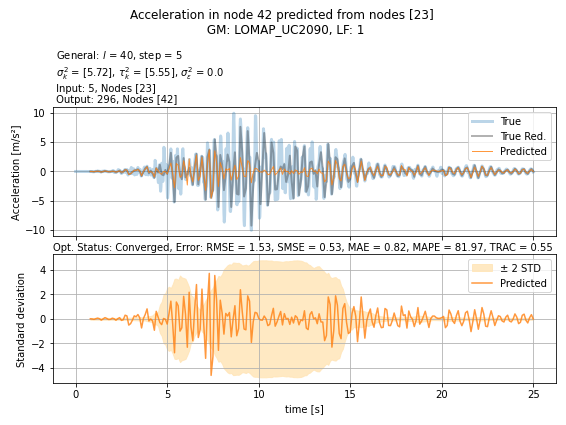 Acceleration in node 42 predicted from nodes [23]
GM: LOMAP_UC2090, LF: 1
General: l = 40, step = 5
σ²ₖ = [5.72], τ²ₖ = [5.55], σ²ε = 0.0
Input: 5, Nodes [23]
Output: 296, Nodes [42]
10
5
0
−5
−10
Acceleration [m/s²]
True
True Red.
Predicted
Opt. Status: Converged, Error: RMSE = 1.53, SMSE = 0.53, MAE = 0.82, MAPE = 81.97, TRAC = 0.55
4
2
0
−2
−4
Standard deviation
± 2 STD
Predicted
0 5 10 15 20 25
time [s]